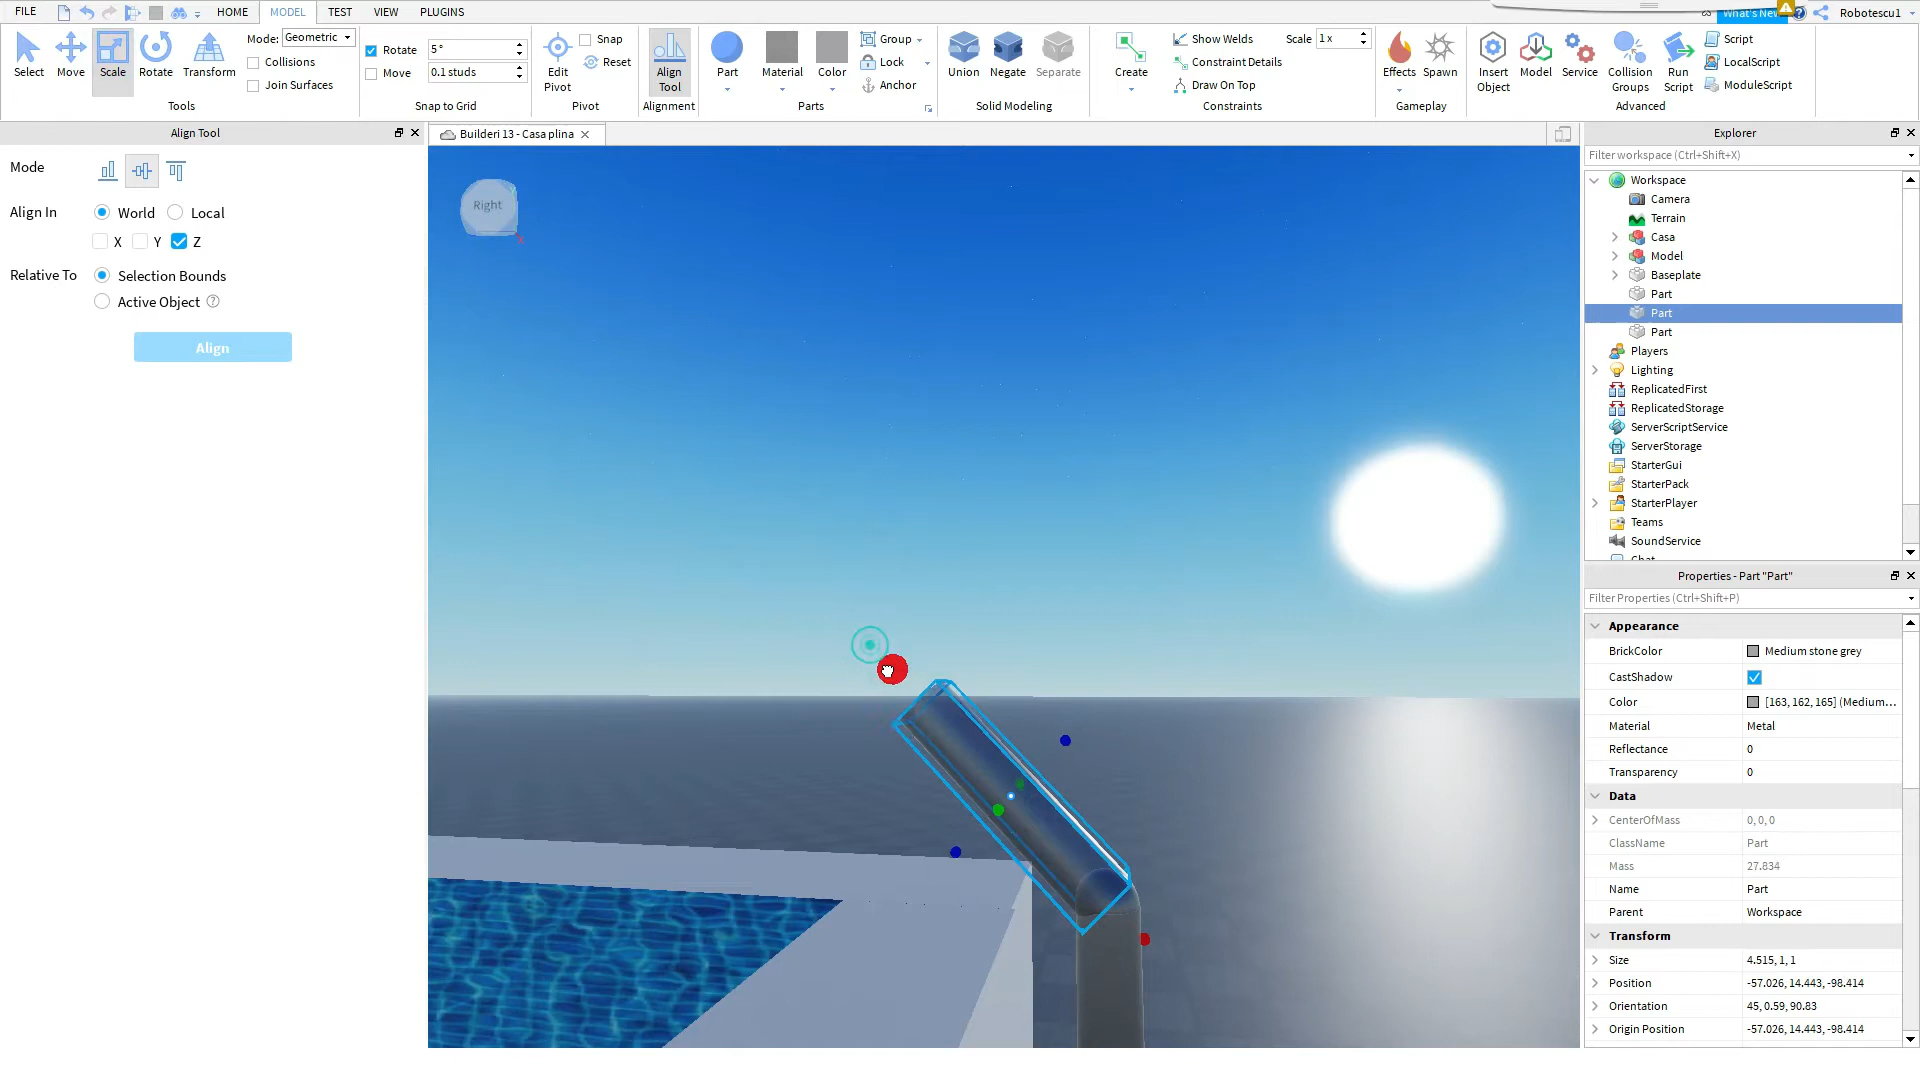 FILE HOME MODEL TEST VIEW PLUGINS What's New Robotescu1
Select Move Scale Rotate Transform
Mode: Geometric
Collisions
Join Surfaces
Tools
Rotate 5°
Move 0.1 studs
Snap to Grid
Edit Pivot
Snap
Reset
Pivot
Align Tool
Alignment
Part Material Color
Group
Lock
Anchor
Parts
Union Negate Separate
Solid Modeling
Create
Show Welds Scale 1 x
Constraint Details
Draw On Top
Constraints
Effects Spawn
Gameplay
Insert Object Model Service Collision Groups Run Script
Script
LocalScript
ModuleScript
Advanced
Align Tool
Mode
Align In World Local
X Y Z
Relative To Selection Bounds
Active Object ?
Align
Builderi 13 - Casa plina
Right
x
Explorer
Filter workspace (Ctrl+Shift+X)
Workspace
Camera
Terrain
Casa
Model
Baseplate
Part
Part
Part
Players
Lighting
ReplicatedFirst
ReplicatedStorage
ServerScriptService
ServerStorage
StarterGui
StarterPack
StarterPlayer
Teams
SoundService
Chat
Properties - Part "Part"
Filter Properties (Ctrl+Shift+P)
Appearance
BrickColor Medium stone grey
CastShadow
Color [163, 162, 165] (Medium...
Material Metal
Reflectance 0
Transparency 0
Data
CenterOfMass 0, 0, 0
ClassName Part
Mass 27.834
Name Part
Parent Workspace
Transform
Size 4.515, 1, 1
Position -57.026, 14.443, -98.414
Orientation 45, 0.59, 90.83
Origin Position -57.026, 14.443, -98.414